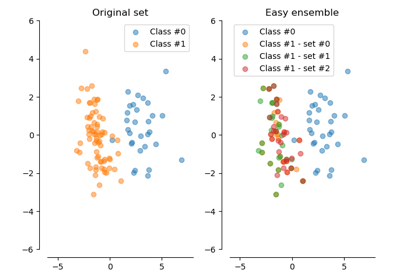 Original set
Class #0
Class #1
6
4
2
0
−2
−4
−6
−5
0
5
Easy ensemble
Class #0
Class #1 - set #0
Class #1 - set #1
Class #1 - set #2
6
4
2
0
−2
−4
−6
−5
0
5